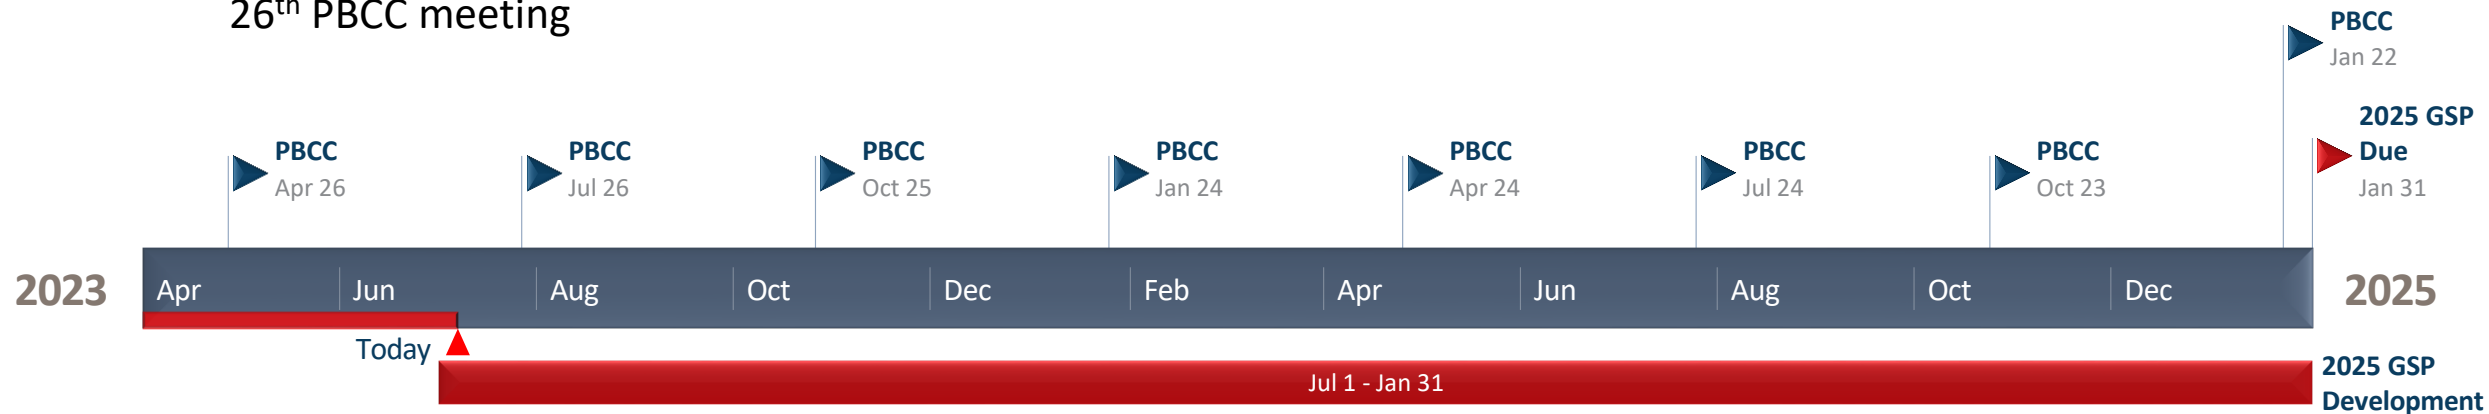 26th PBCC meeting
PBCC
Jan 22
2025 GSP
Due
Jan 31
PBCC
Apr 26
PBCC
Jul 26
PBCC
Oct 25
PBCC
Jan 24
PBCC
Apr 24
PBCC
Jul 24
PBCC
Oct 23
2023
Apr
Jun
Aug
Oct
Dec
Feb
Apr
Jun
Aug
Oct
Dec
2025
Today
Jul 1 - Jan 31
2025 GSP
Development